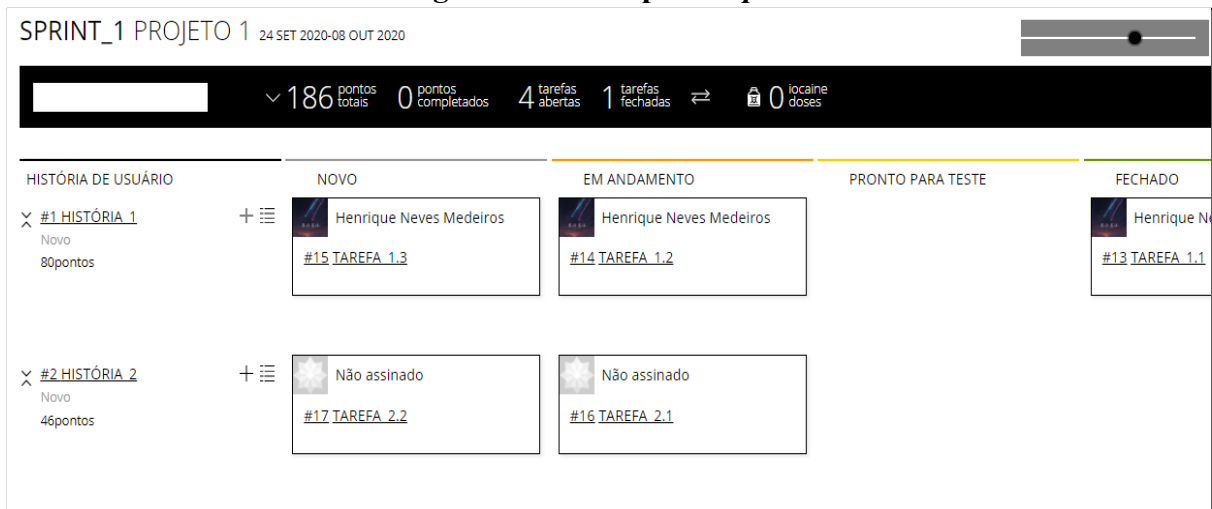 SPRINT_1 PROJETO 1 24 SET 2020-08 OUT 2020
186 pontos totais 0 pontos completados 4 tarefas abertas 1 tarefas fechadas 0 iocaine doses
HISTÓRIA DE USUÁRIO NOVO EM ANDAMENTO PRONTO PARA TESTE FECHADO
#1 HISTÓRIA_1 Henrique Neves Medeiros Henrique Neves Medeiros Henrique
Novo
80pontos #15 TAREFA_1.3 #14 TAREFA_1.2 #13 TAREFA_1.1
#2 HISTÓRIA_2 Não assinado Não assinado
Novo
46pontos #17 TAREFA_2.2 #16 TAREFA_2.1